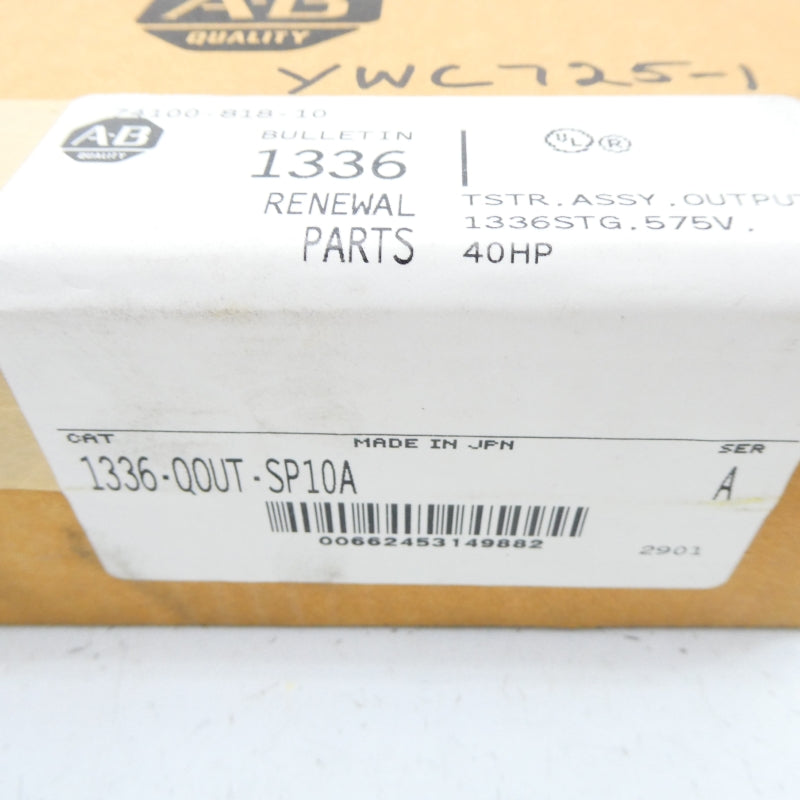 A-B
QUALITY
YWC725-1
74100-818-10
A-B
QUALITY
BULLETIN
1336
RENEWAL
PARTS
UL R
TSTR.ASSY.OUTPUT
1336STG.575V.
40HP
CAT
MADE IN JPN
SER
1336-QOUT-SP10A
A
00662453149882
2901